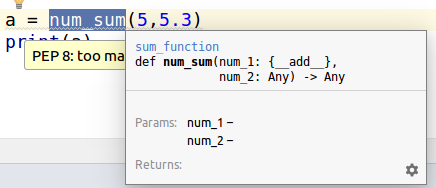 a = num_sum(5,5.3)
PEP 8: too ma
sum_function
def num_sum(num_1: {__add__},
num_2: Any) -> Any
Params: num_1 –
num_2 –
Returns: